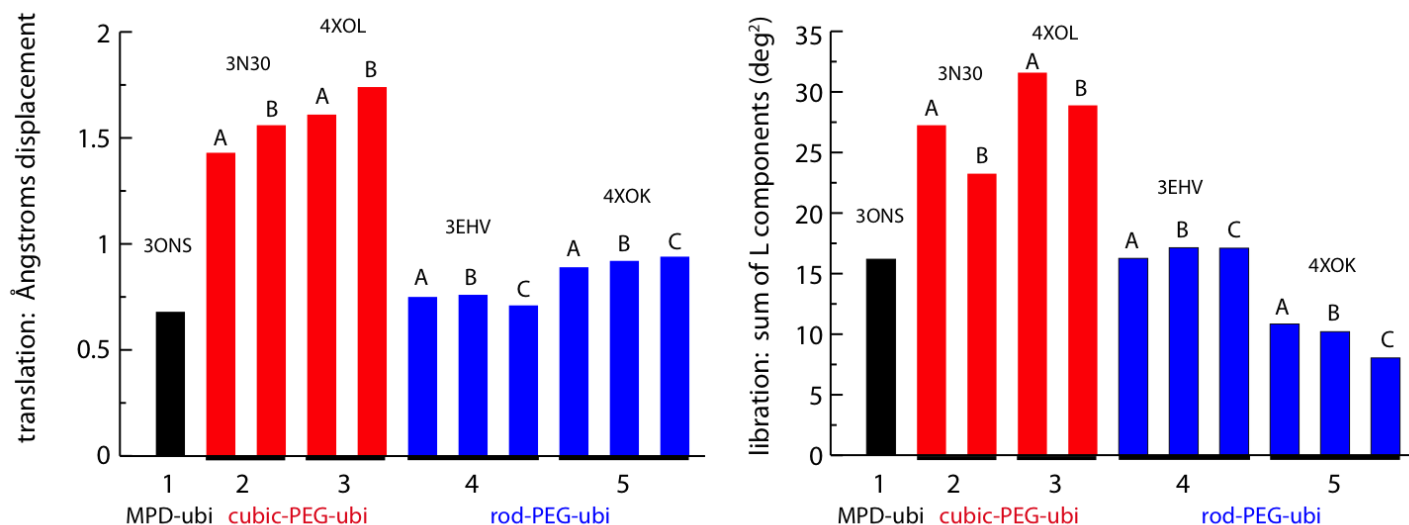 translation: Ångstroms displacement
2
1.5
1
0.5
0
3ONS
3N30
4XOL
3EHV
4XOK
A
B
A
B
A
B
C
A
B
C
1 2 3 4 5
MPD-ubi cubic-PEG-ubi rod-PEG-ubi
libration: sum of L components (deg²)
35
30
25
20
15
10
5
0
3ONS
3N30
4XOL
3EHV
4XOK
A
B
A
B
A
B
C
A
B
C
1 2 3 4 5
MPD-ubi cubic-PEG-ubi rod-PEG-ubi